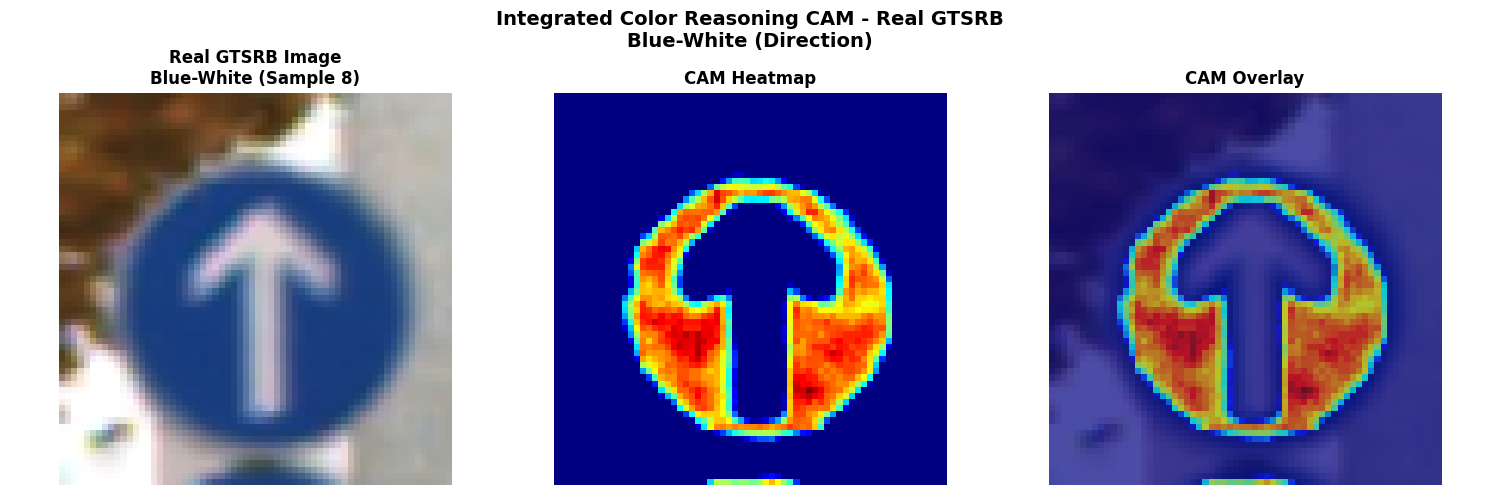 Integrated Color Reasoning CAM - Real GTSRB
Blue-White (Direction)
Real GTSRB Image
Blue-White (Sample 8)
CAM Heatmap
CAM Overlay